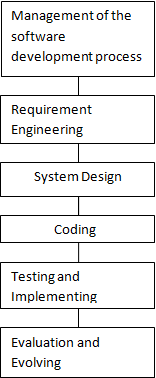 Management of the
software
development process
Requirement
Engineering
System Design
Coding
Testing and
Implementing
Evaluation and
Evolving